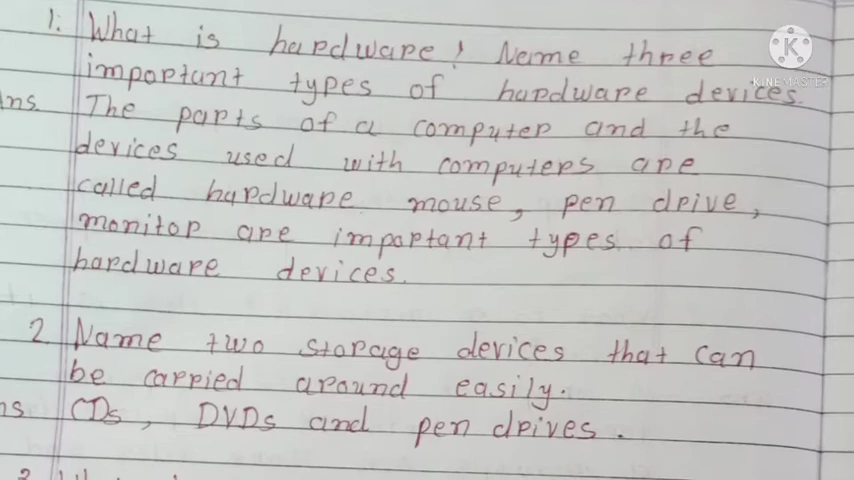 1. What is hardware? Name three
important types of hardware devices.
Ans. The parts of a computer and the
devices used with computers are
called hardware mouse, pen drive,
monitor are important types of
hardware devices.
2 Name two storage devices that can
be carried around easily.
ns CDs, DVDs and pen drives.
K
KINEMASTER